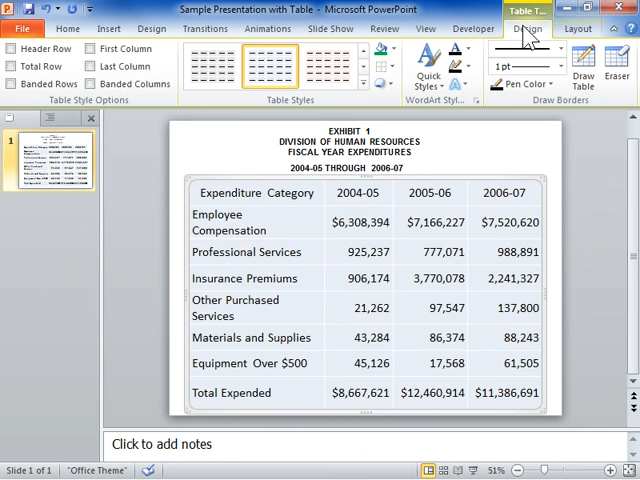 Sample Presentation with Table - Microsoft PowerPoint
Table T...
File Home Insert Design Transitions Animations Slide Show Review View Developer Design Layout
Header Row First Column
Total Row Last Column
Banded Rows Banded Columns
Table Style Options
Table Styles
Quick Styles
WordArt Styl...
1 pt
Pen Color
Draw Table
Eraser
Draw Borders
1
EXHIBIT 1
DIVISION OF HUMAN RESOURCES
FISCAL YEAR EXPENDITURES
2004-05 THROUGH 2006-07
Expenditure Category 2004-05 2005-06 2006-07
Employee Compensation $6,308,394 $7,166,227 $7,520,620
Professional Services 925,237 777,071 988,891
Insurance Premiums 906,174 3,770,078 2,241,327
Other Purchased Services 21,262 97,547 137,800
Materials and Supplies 43,284 86,374 88,243
Equipment Over $500 45,126 17,568 61,505
Total Expended $8,667,621 $12,460,914 $11,386,691
Click to add notes
Slide 1 of 1 "Office Theme" 51%